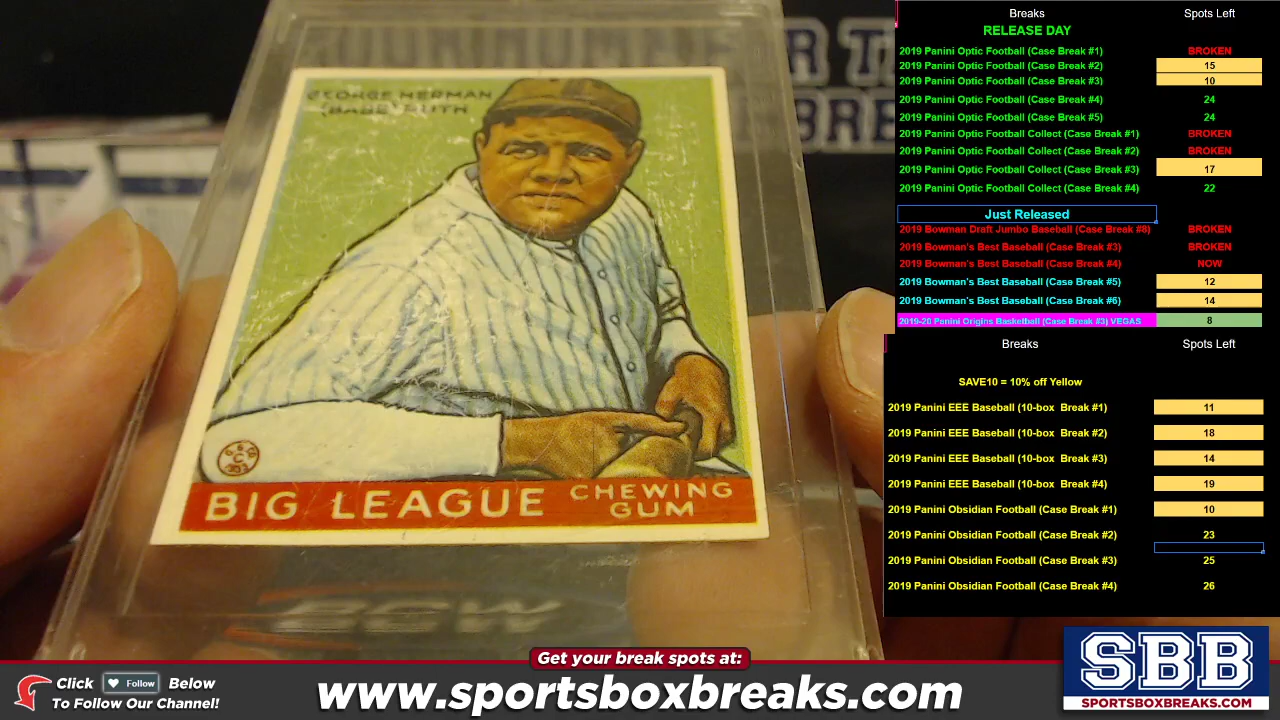 GEORGE HERMAN
BABE RUTH
BIG LEAGUE CHEWING GUM
Breaks Spots Left
RELEASE DAY
2019 Panini Optic Football (Case Break #1) BROKEN
2019 Panini Optic Football (Case Break #2) 15
2019 Panini Optic Football (Case Break #3) 10
2019 Panini Optic Football (Case Break #4) 24
2019 Panini Optic Football (Case Break #5) 24
2019 Panini Optic Football Collect (Case Break #1) BROKEN
2019 Panini Optic Football Collect (Case Break #2) BROKEN
2019 Panini Optic Football Collect (Case Break #3) 17
2019 Panini Optic Football Collect (Case Break #4) 22
Just Released
2019 Bowman Draft Jumbo Baseball (Case Break #8) BROKEN
2019 Bowman's Best Baseball (Case Break #3) BROKEN
2019 Bowman's Best Baseball (Case Break #4) NOW
2019 Bowman's Best Baseball (Case Break #5) 12
2019 Bowman's Best Baseball (Case Break #6) 14
2019-20 Panini Origins Basketball (Case Break #3) VEGAS 8
Breaks Spots Left
SAVE10 = 10% off Yellow
2019 Panini EEE Baseball (10-box Break #1) 11
2019 Panini EEE Baseball (10-box Break #2) 18
2019 Panini EEE Baseball (10-box Break #3) 14
2019 Panini EEE Baseball (10-box Break #4) 19
2019 Panini Obsidian Football (Case Break #1) 10
2019 Panini Obsidian Football (Case Break #2) 23
2019 Panini Obsidian Football (Case Break #3) 25
2019 Panini Obsidian Football (Case Break #4) 26
Get your break spots at:
Click Follow Below
To Follow Our Channel!
www.sportsboxbreaks.com
SBB
SPORTSBOXBREAKS.COM